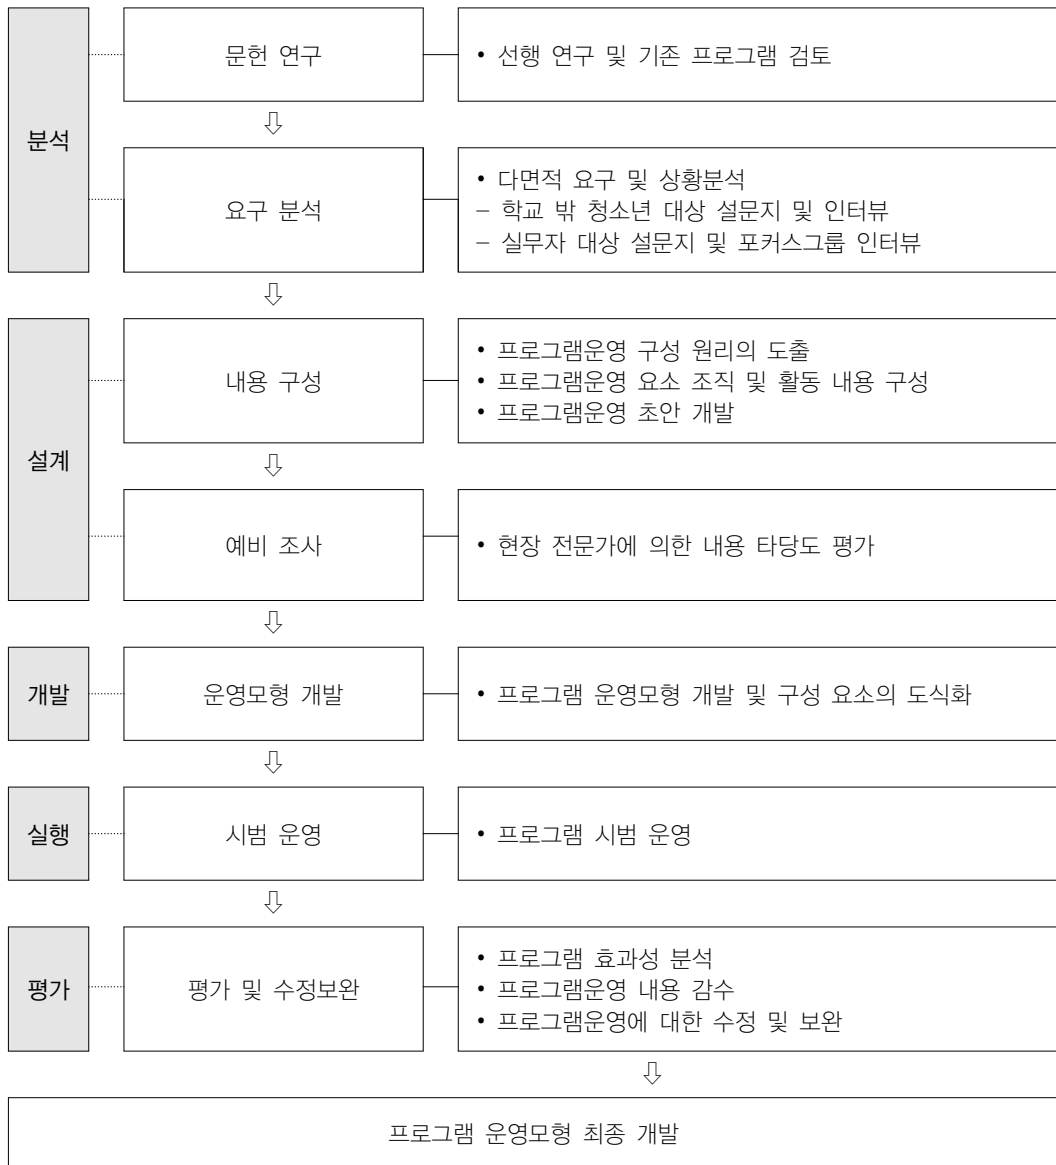 분석
문헌 연구
• 선행 연구 및 기존 프로그램 검토
요구 분석
• 다면적 요구 및 상황분석
– 학교 밖 청소년 대상 설문지 및 인터뷰
– 실무자 대상 설문지 및 포커스그룹 인터뷰
설계
내용 구성
• 프로그램운영 구성 원리의 도출
• 프로그램운영 요소 조직 및 활동 내용 구성
• 프로그램운영 초안 개발
예비 조사
• 현장 전문가에 의한 내용 타당도 평가
개발
운영모형 개발
• 프로그램 운영모형 개발 및 구성 요소의 도식화
실행
시범 운영
• 프로그램 시범 운영
평가
평가 및 수정보완
• 프로그램 효과성 분석
• 프로그램운영 내용 감수
• 프로그램운영에 대한 수정 및 보완
프로그램 운영모형 최종 개발